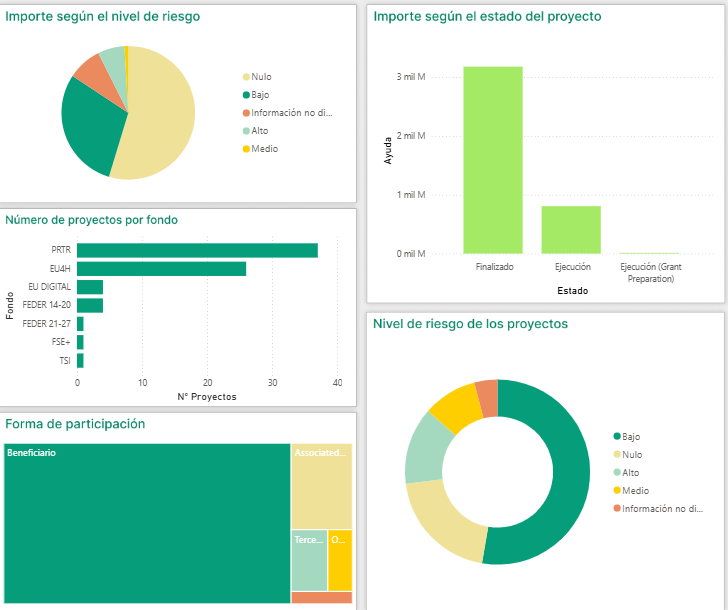 Importe según el nivel de riesgo
Nulo
Bajo
Información no di...
Alto
Medio
Número de proyectos por fondo
Fondo
PRTR
EU4H
EU DIGITAL
FEDER 14-20
FEDER 21-27
FSE+
TSI
0 10 20 30 40
N° Proyectos
Forma de participación
Beneficiario
Associated...
Terce...
O...
Importe según el estado del proyecto
Ayuda
3 mil M
2 mil M
1 mil M
0 mil M
Finalizado Ejecución Ejecución (Grant
Preparation)
Estado
Nivel de riesgo de los proyectos
Bajo
Nulo
Alto
Medio
Información no di...